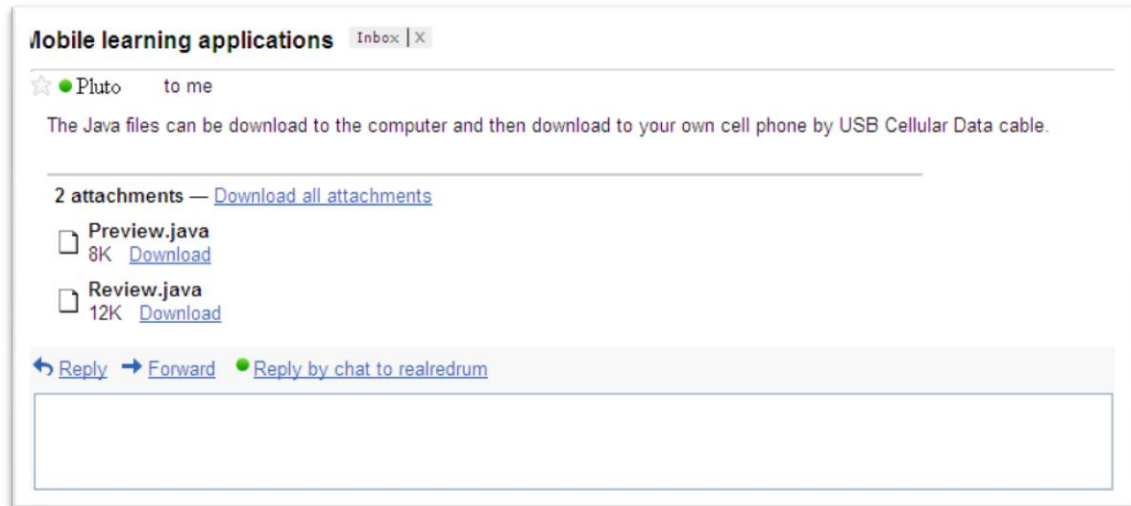 Mobile learning applications Inbox | X
Pluto to me
The Java files can be download to the computer and then download to your own cell phone by USB Cellular Data cable.
2 attachments — Download all attachments
Preview.java
8K Download
Review.java
12K Download
Reply Forward Reply by chat to realredrum